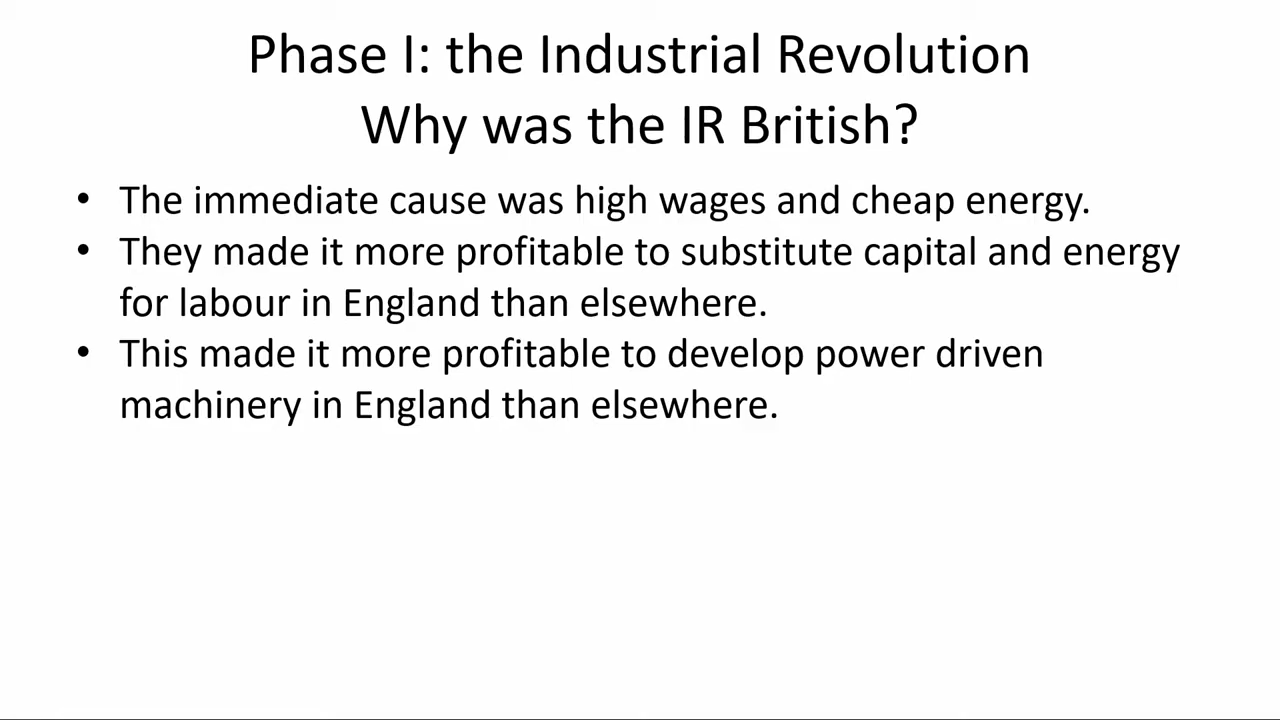 Phase I: the Industrial Revolution
Why was the IR British?
• The immediate cause was high wages and cheap energy.
• They made it more profitable to substitute capital and energy
for labour in England than elsewhere.
• This made it more profitable to develop power driven
machinery in England than elsewhere.